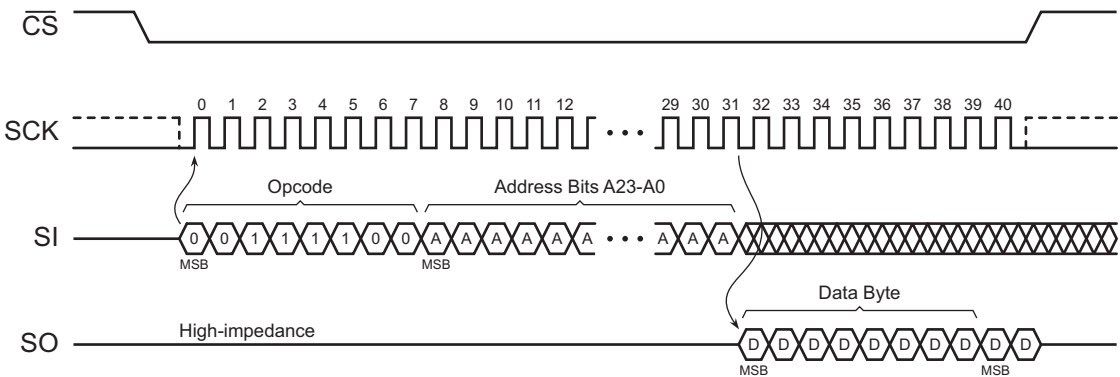 CS
0 1 2 3 4 5 6 7 8 9 10 11 12 29 30 31 32 33 34 35 36 37 38 39 40
SCK
Opcode Address Bits A23-A0
SI 0 0 1 1 1 1 0 0 A A A A A A A A A
MSB MSB
Data Byte
High-impedance
SO D D D D D D D D D D
MSB MSB